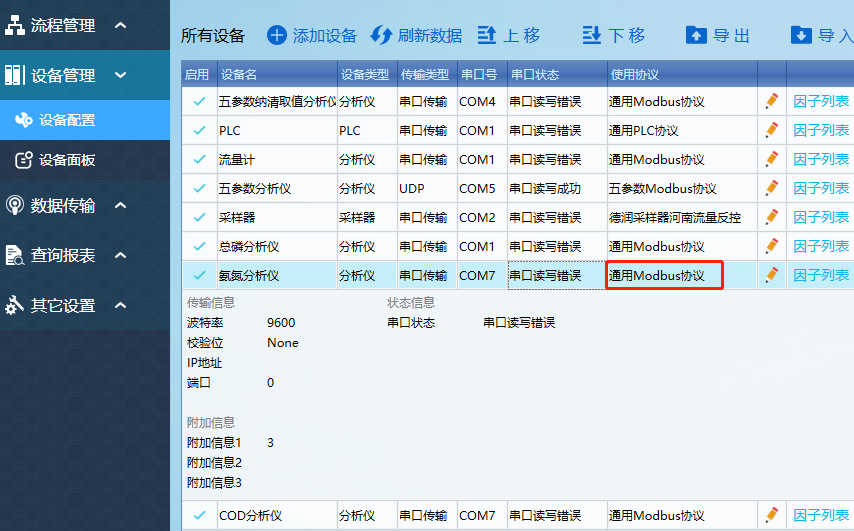 流程管理
设备管理
设备配置
设备面板
数据传输
查询报表
其它设置
所有设备 添加设备 刷新数据 上 移 下 移 导 出 导 入
启用 设备名 设备类型 传输类型 串口号 串口状态 使用协议
五参数纳清取值分析仪 分析仪 串口传输 COM4 串口读写错误 通用Modbus协议 因子列表
PLC PLC 串口传输 COM1 串口读写错误 通用PLC协议 因子列表
流量计 分析仪 串口传输 COM1 串口读写错误 通用Modbus协议 因子列表
五参数分析仪 分析仪 UDP COM5 串口读写成功 五参数Modbus协议 因子列表
采样器 采样器 串口传输 COM2 串口读写错误 德润采样器河南流量反控 因子列表
总磷分析仪 分析仪 串口传输 COM1 串口读写错误 通用Modbus协议 因子列表
氨氮分析仪 分析仪 串口传输 COM7 串口读写错误 通用Modbus协议 因子列表
传输信息 状态信息
波特率 9600 串口状态 串口读写错误
校验位 None
IP地址
端口 0
附加信息
附加信息1 3
附加信息2
附加信息3
COD分析仪 分析仪 串口传输 COM7 串口读写错误 通用Modbus协议 因子列表